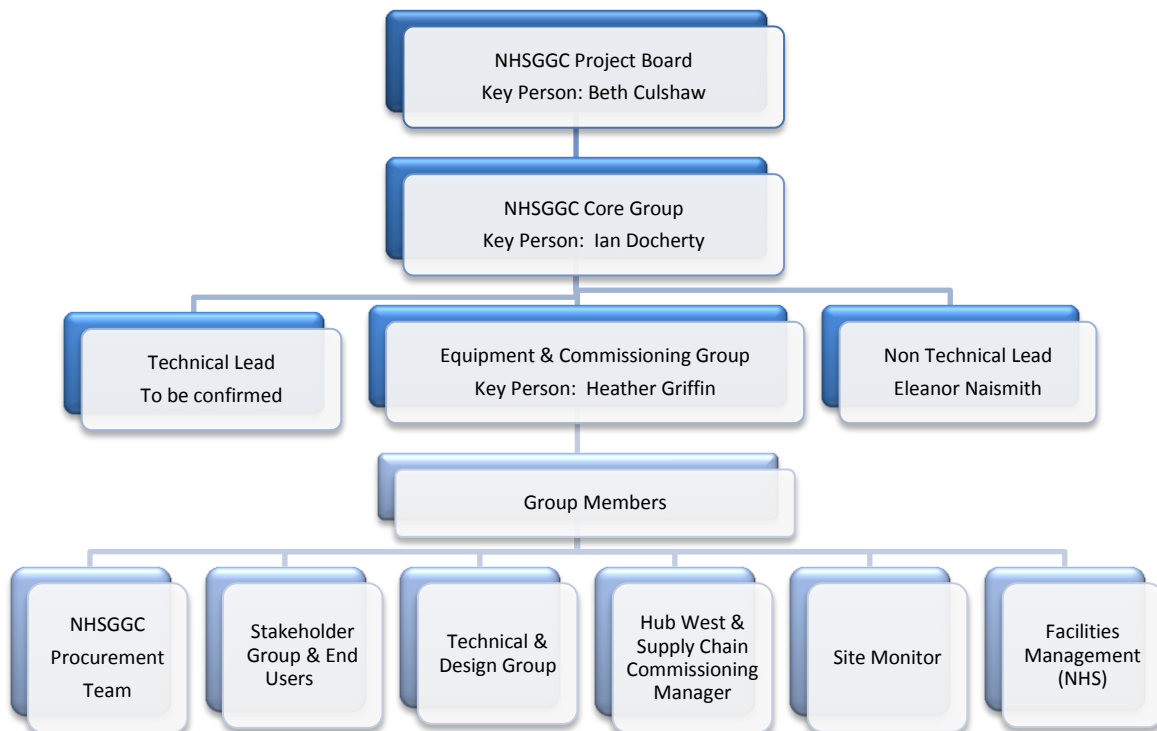 NHSGGC Project Board
Key Person: Beth Culshaw
NHSGGC Core Group
Key Person:  Ian Docherty
Technical Lead
To be confirmed
Equipment & Commissioning Group
Key Person:  Heather Griffin
Non Technical Lead
Eleanor Naismith
Group Members
NHSGGC
Procurement
Team
Stakeholder
Group & End
Users
Technical &
Design Group
Hub West &
Supply Chain
Commissioning
Manager
Site Monitor
Facilities
Management
(NHS)